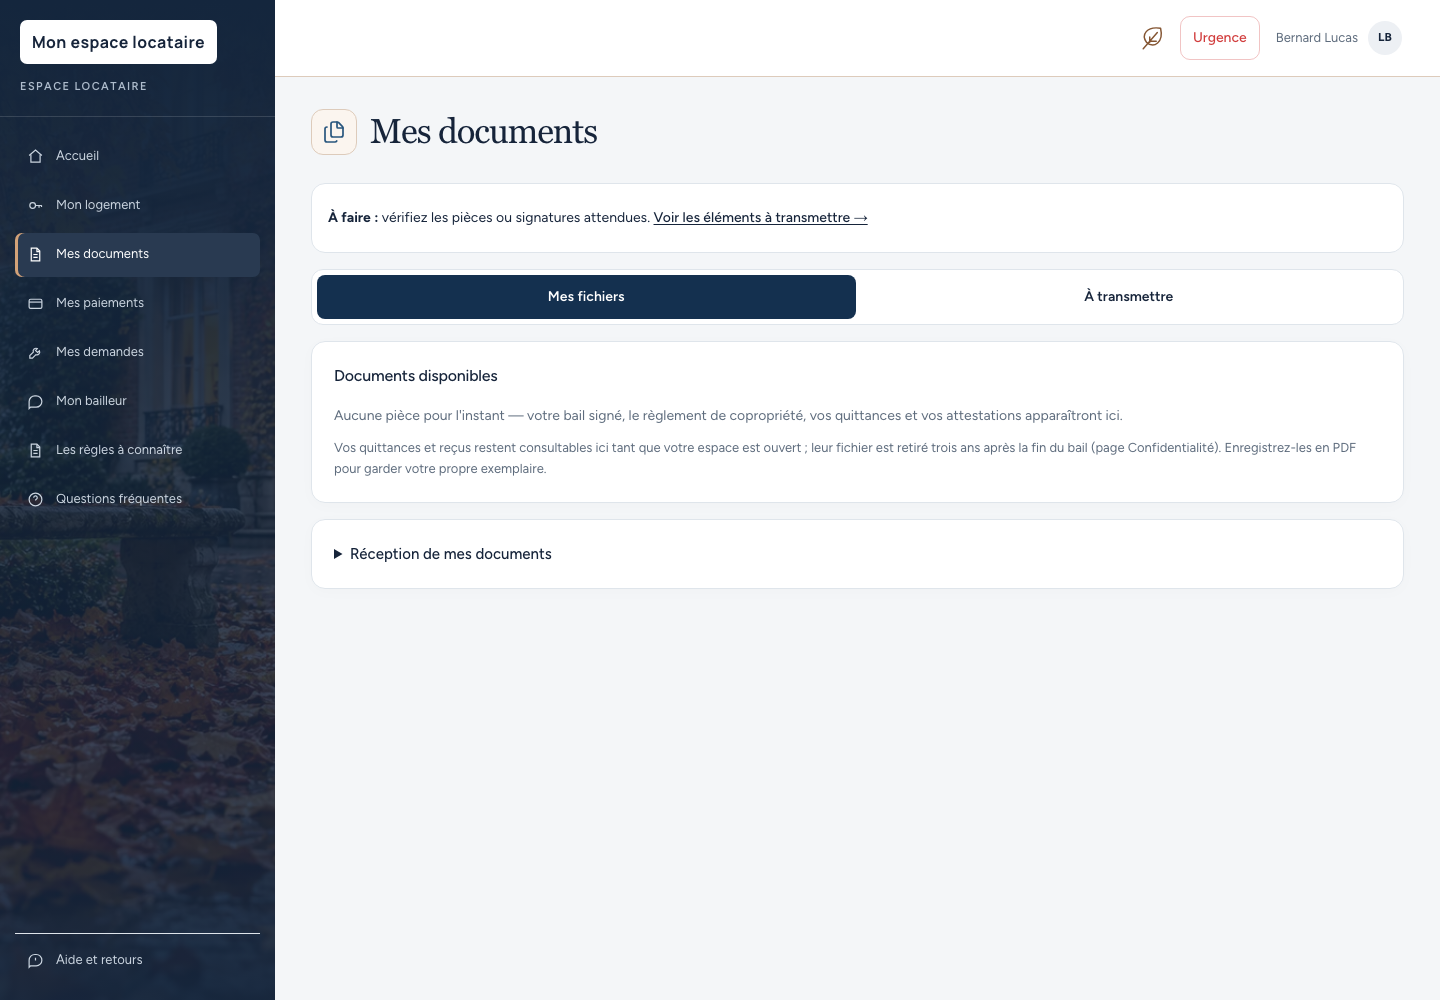 Mon espace locataire
ESPACE LOCATAIRE
Accueil
Mon logement
Mes documents
Mes paiements
Mes demandes
Mon bailleur
Les règles à connaître
Questions fréquentes
Aide et retours
Urgence
Bernard Lucas
LB
Mes documents
À faire : vérifiez les pièces ou signatures attendues. Voir les éléments à transmettre →
Mes fichiers
À transmettre
Documents disponibles
Aucune pièce pour l'instant — votre bail signé, le règlement de copropriété, vos quittances et vos attestations apparaîtront ici.
Vos quittances et reçus restent consultables ici tant que votre espace est ouvert ; leur fichier est retiré trois ans après la fin du bail (page Confidentialité). Enregistrez-les en PDF
pour garder votre propre exemplaire.
Réception de mes documents